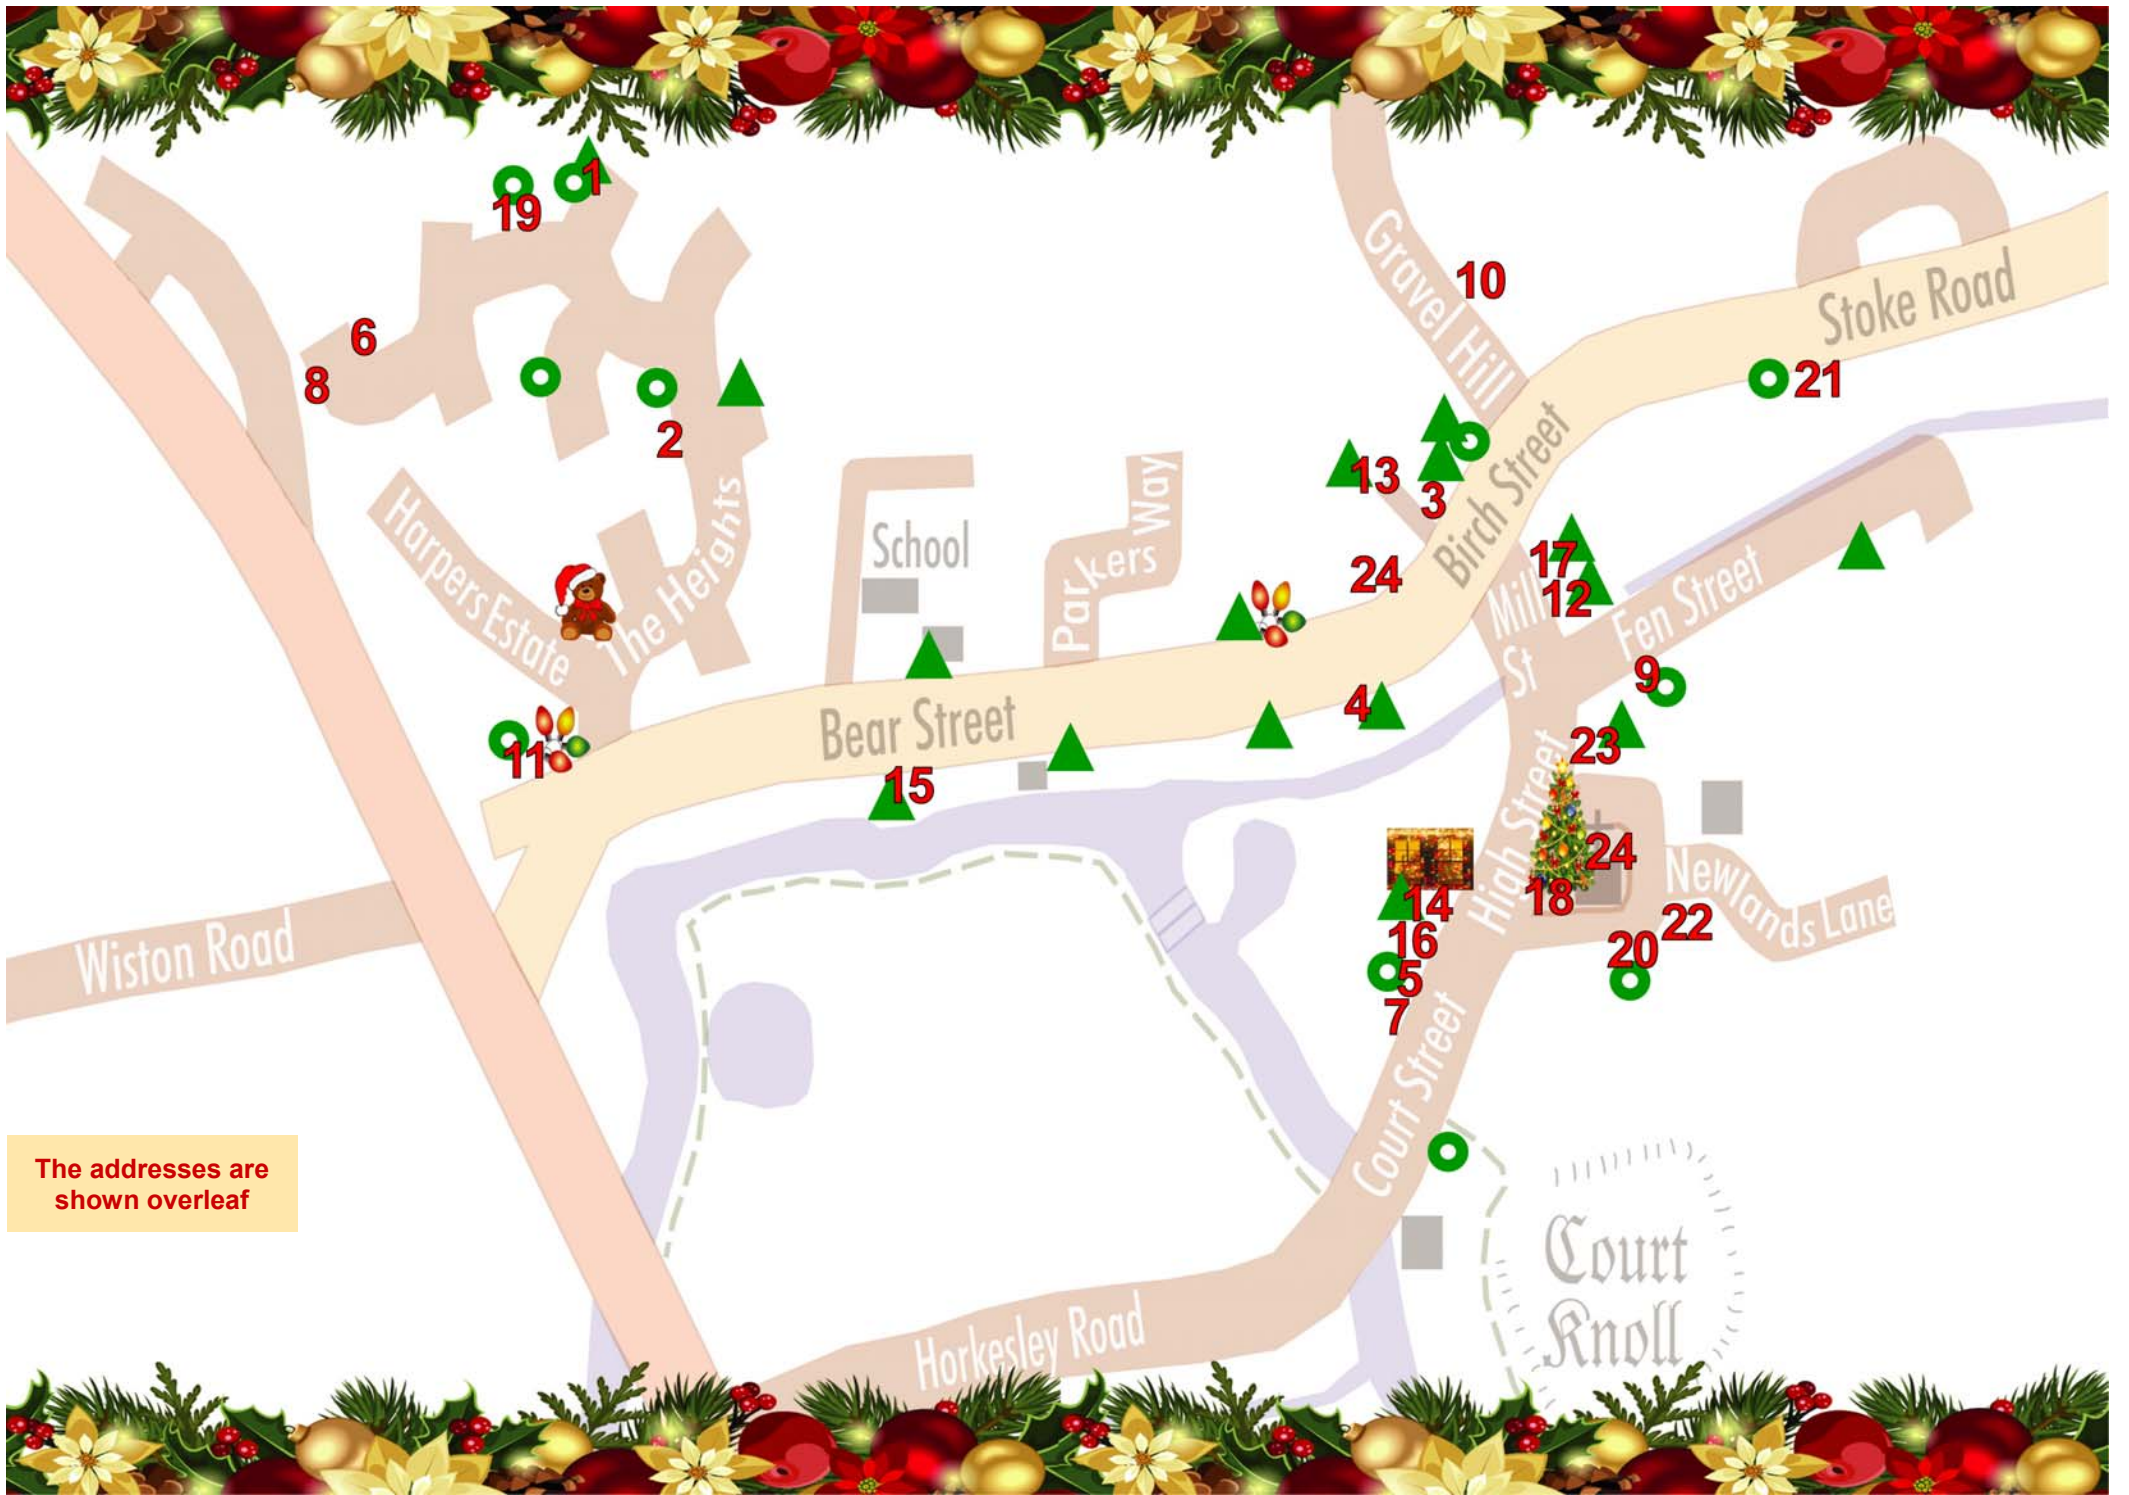 1
19
10
Gravel Hill
Stoke Road
6
8
21
2
13
3
Birch Street
Harpers Estate
The Heights
School
Parkers Way
24
17
12
Mill St
Fen Street
9
4
11
Bear Street
15
23
High Street
24
18
14
16
5
7
20
22
Newlands Lane
Wiston Road
Court Street
The addresses are
shown overleaf
Court
Knoll
Horkesley Road